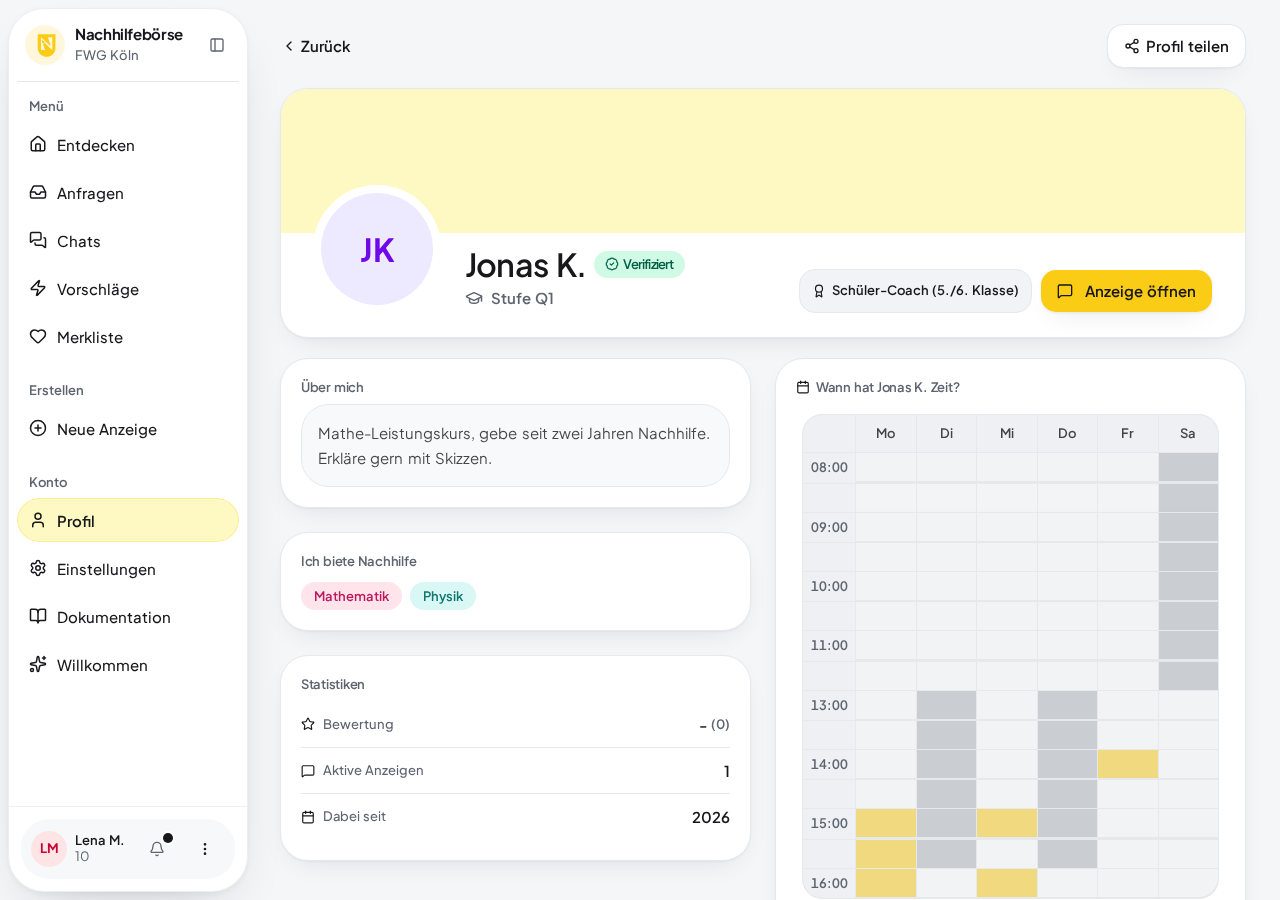 Nachhilfebörse
FWG Köln
Menü
Entdecken
Anfragen
Chats
Vorschläge
Merkliste
Erstellen
Neue Anzeige
Konto
Profil
Einstellungen
Dokumentation
Willkommen
LM
Lena M.
10
Zurück
Profil teilen
JK
Jonas K.
Verifiziert
Stufe Q1
Schüler-Coach (5./6. Klasse)
Anzeige öffnen
Über mich
Mathe-Leistungskurs, gebe seit zwei Jahren Nachhilfe.
Erkläre gern mit Skizzen.
Ich biete Nachhilfe
Mathematik Physik
Statistiken
Bewertung – (0)
Aktive Anzeigen 1
Dabei seit 2026
Wann hat Jonas K. Zeit?
Mo Di Mi Do Fr Sa
08:00
09:00
10:00
11:00
13:00
14:00
15:00
16:00